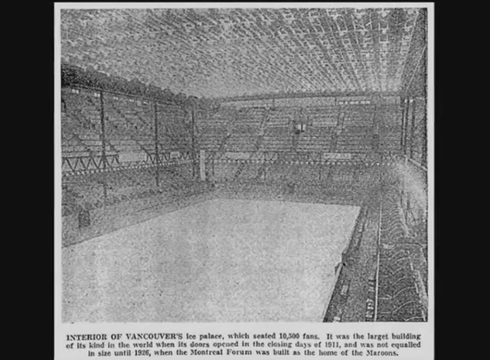 INTERIOR OF VANCOUVER'S ice palace, which seated 10,500 fans. It was the larget building
of its kind in the world when its doors opened in the closing days of 1911, and was not equalled
in size until 1926, when the Montreal Forum was built as the home of the Maroons.